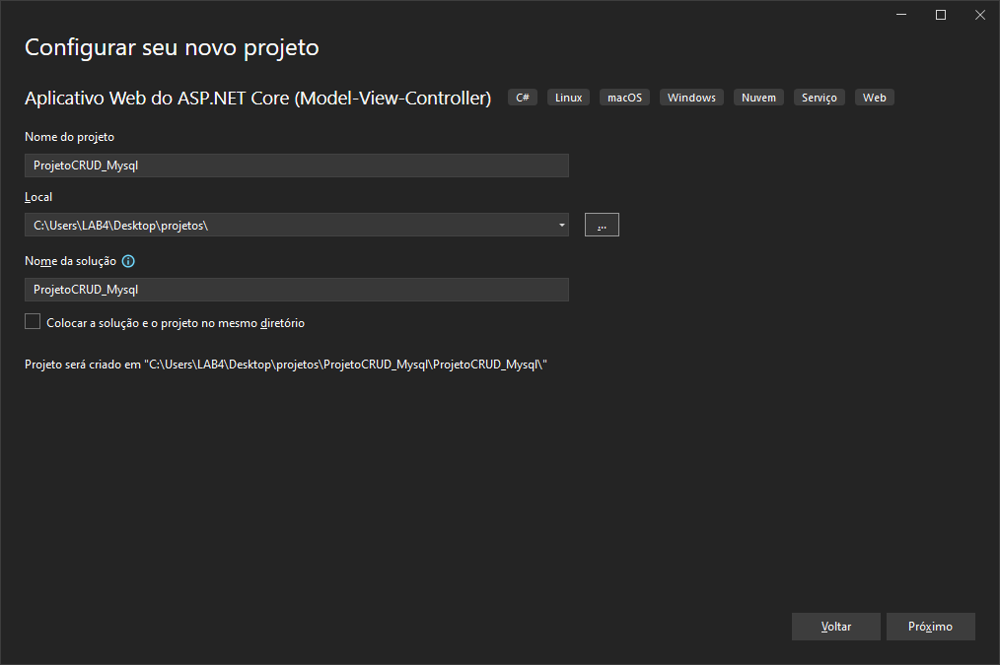 Configurar seu novo projeto
Aplicativo Web do ASP.NET Core (Model-View-Controller) C# Linux macOS Windows Nuvem Serviço Web
Nome do projeto
ProjetoCRUD_Mysql
Local
C:\Users\LAB4\Desktop\projetos\
...
Nome da solução
ProjetoCRUD_Mysql
Colocar a solução e o projeto no mesmo diretório
Projeto será criado em "C:\Users\LAB4\Desktop\projetos\ProjetoCRUD_Mysql\ProjetoCRUD_Mysql\"
Voltar Próximo